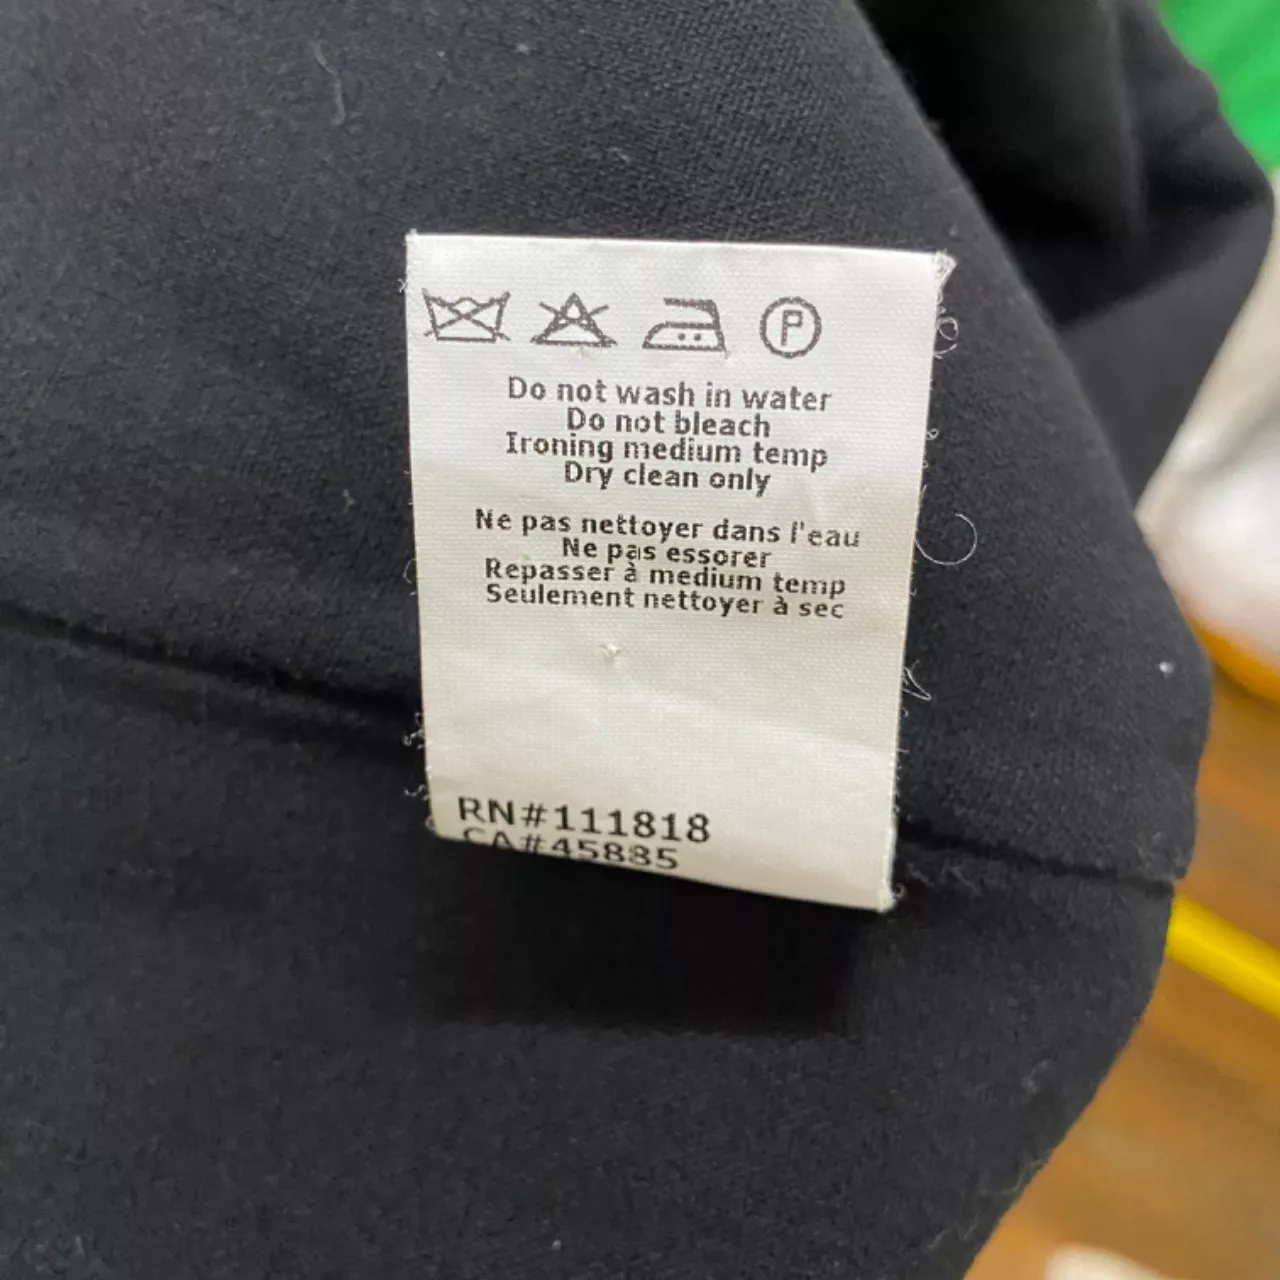 P
Do not wash in water
Do not bleach
Ironing medium temp
Dry clean only
Ne pas nettoyer dans l'eau
Ne pas essorer
Repasser à medium temp
Seulement nettoyer à sec
RN#111818
CA#45885